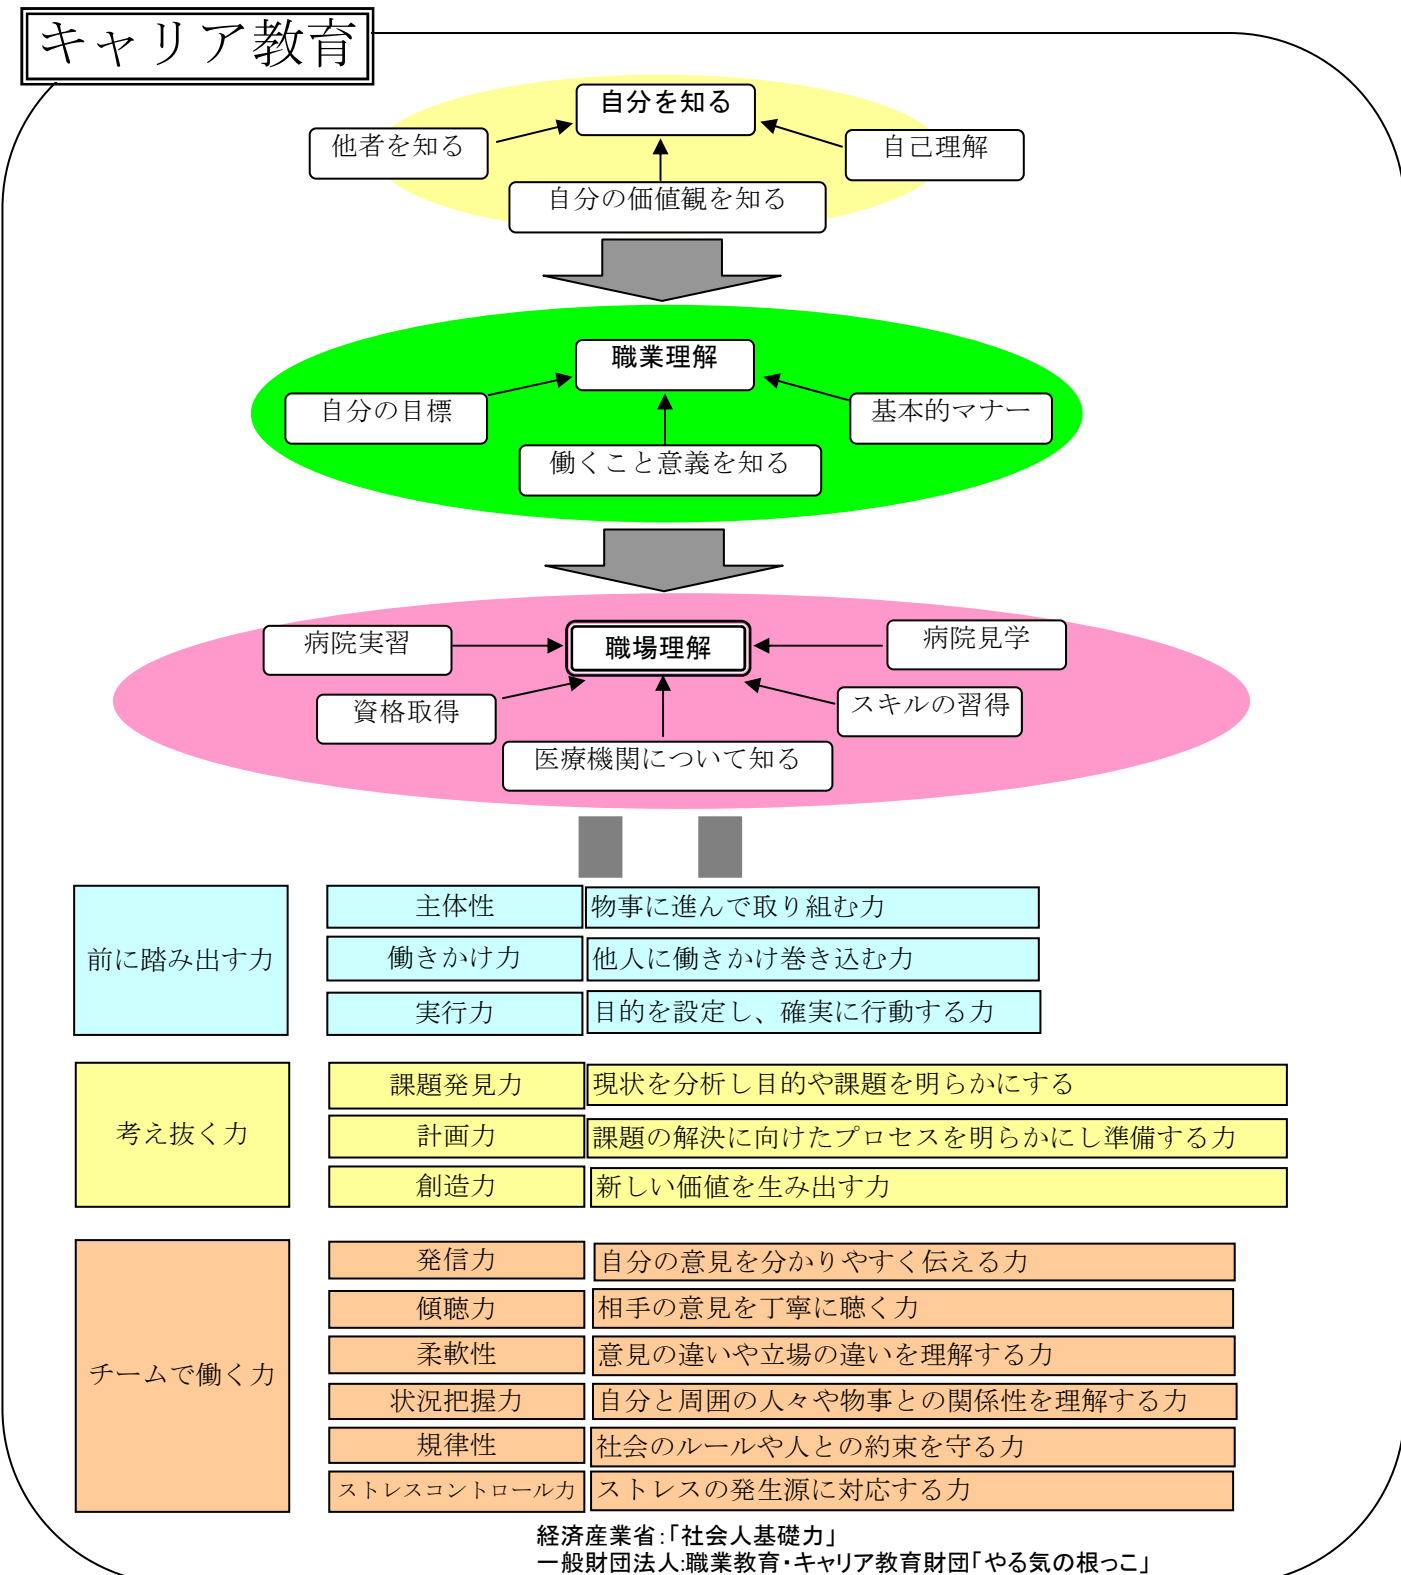 キャリア教育
自分を知る
他者を知る
自己理解
自分の価値観を知る
職業理解
自分の目標
基本的マナー
働くこと意義を知る
病院実習
職場理解
病院見学
資格取得
スキルの習得
医療機関について知る
前に踏み出す力
主体性 物事に進んで取り組む力
働きかけ力 他人に働きかけ巻き込む力
実行力 目的を設定し、確実に行動する力
考え抜く力
課題発見力 現状を分析し目的や課題を明らかにする
計画力 課題の解決に向けたプロセスを明らかにし準備する力
創造力 新しい価値を生み出す力
チームで働く力
発信力 自分の意見を分かりやすく伝える力
傾聴力 相手の意見を丁寧に聴く力
柔軟性 意見の違いや立場の違いを理解する力
状況把握力 自分と周囲の人々や物事との関係性を理解する力
規律性 社会のルールや人との約束を守る力
ストレスコントロール力 ストレスの発生源に対応する力
経済産業省:「社会人基礎力」
一般財団法人:職業教育・キャリア教育財団「やる気の根っこ」